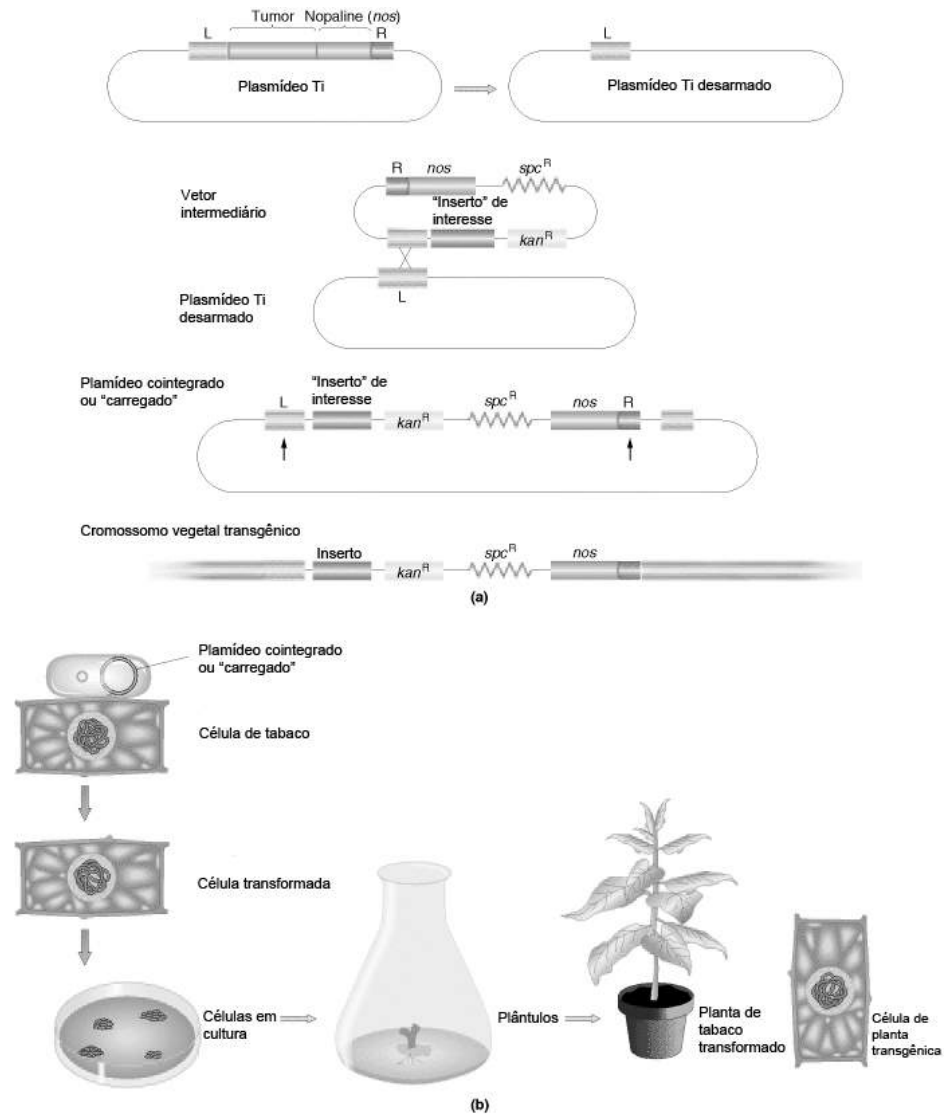 Tumor Nopaline (nos)
L R
Plasmídeo Ti
L
Plasmídeo Ti desarmado
Vetor
intermediário
R nos spcR
“Inserto” de
interesse
kanR
L
Plasmídeo Ti
desarmado
Plamídeo cointegrado
ou “carregado”
L
“Inserto” de
interesse
kanR
spcR
nos R
Cromossomo vegetal transgênico
Inserto
kanR
spcR
nos
(a)
Plamídeo cointegrado
ou “carregado”
Célula de tabaco
Célula transformada
Células em
cultura
Plântulos
Planta de
tabaco
transformado
Célula de
planta
transgênica
(b)